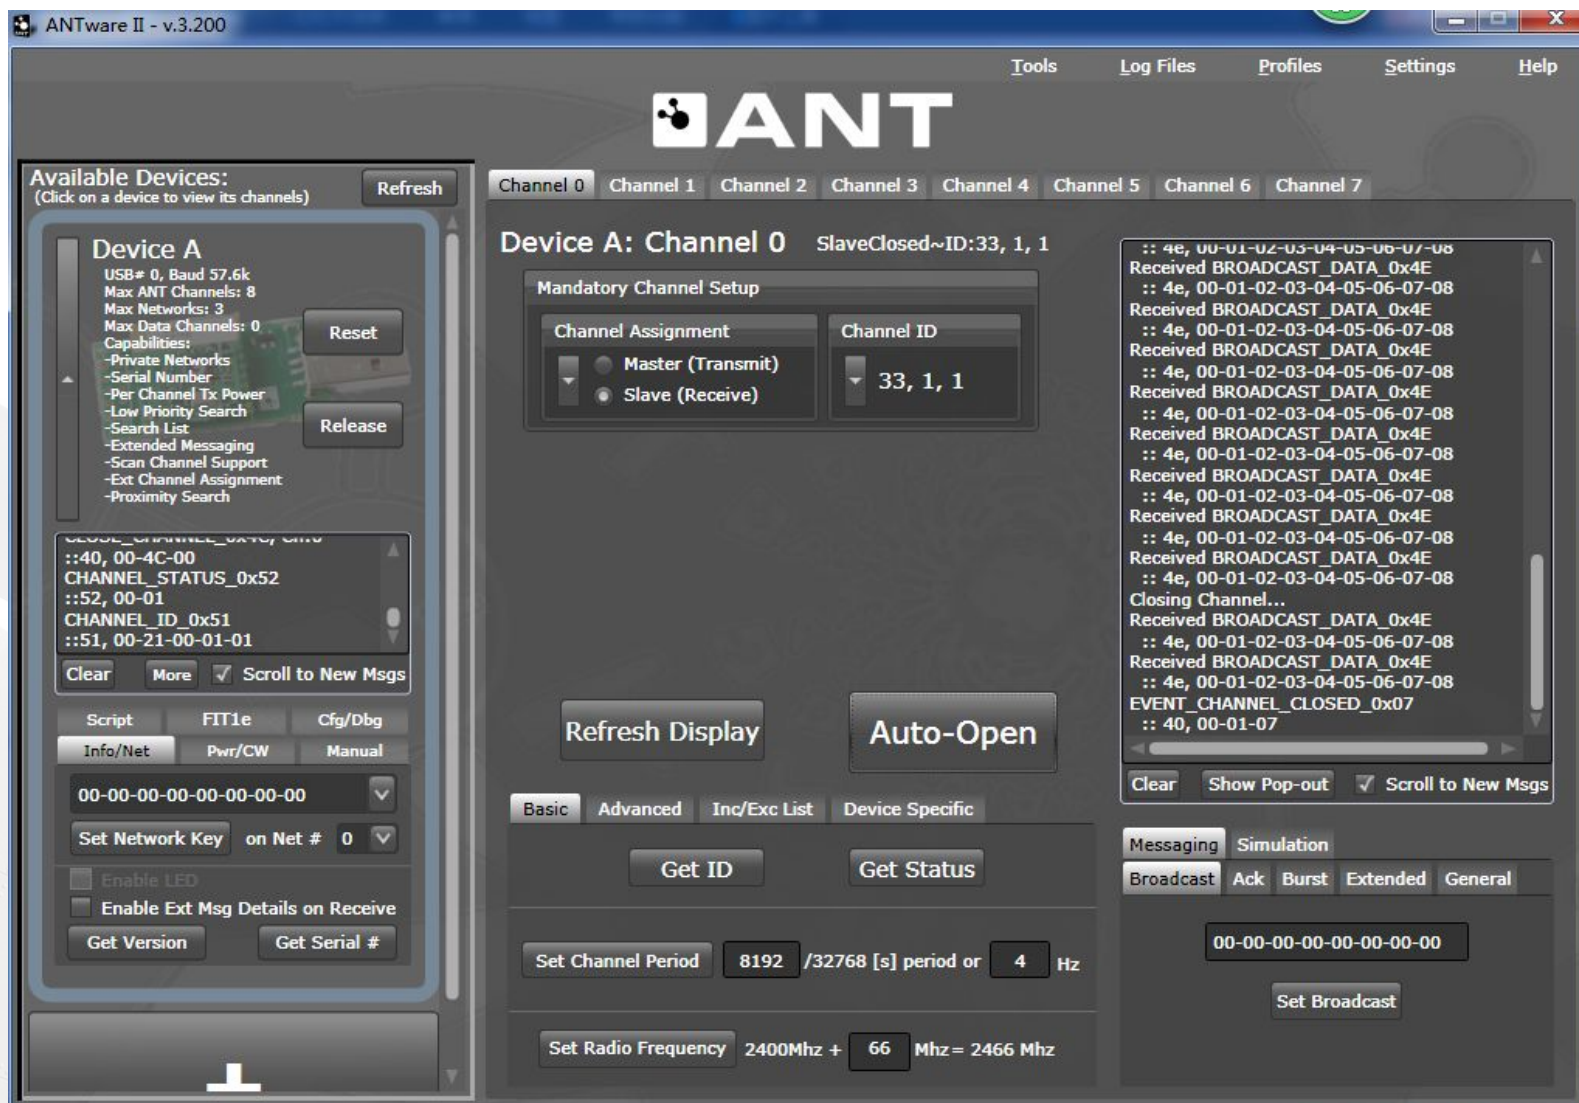 ANTware II - v.3.200
Tools Log Files Profiles Settings Help
ANT
Available Devices:
(Click on a device to view its channels)
Refresh
Device A
USB# 0, Baud 57.6k
Max ANT Channels: 8
Max Networks: 3
Max Data Channels: 0
Capabilities:
-Private Networks
-Serial Number
-Per Channel Tx Power
-Low Priority Search
-Search List
-Extended Messaging
-Scan Channel Support
-Ext Channel Assignment
-Proximity Search
Reset
Release
CLOSE_CHANNEL_0x4C, Ch:0
::40, 00-4C-00
CHANNEL_STATUS_0x52
::52, 00-01
CHANNEL_ID_0x51
::51, 00-21-00-01-01
Clear More Scroll to New Msgs
Script FIT1e Cfg/Dbg
Info/Net Pwr/CW Manual
00-00-00-00-00-00-00-00
Set Network Key on Net # 0
Enable LED
Enable Ext Msg Details on Receive
Get Version Get Serial #
Channel 0 Channel 1 Channel 2 Channel 3 Channel 4 Channel 5 Channel 6 Channel 7
Device A: Channel 0 SlaveClosed~ID:33, 1, 1
Mandatory Channel Setup
Channel Assignment
Master (Transmit)
Slave (Receive)
Channel ID
33, 1, 1
Refresh Display Auto-Open
Basic Advanced Inc/Exc List Device Specific
Get ID Get Status
Set Channel Period 8192 /32768 [s] period or 4 Hz
Set Radio Frequency 2400Mhz + 66 Mhz= 2466 Mhz
:: 4e, 00-01-02-03-04-05-06-07-08
Received BROADCAST_DATA_0x4E
:: 4e, 00-01-02-03-04-05-06-07-08
Received BROADCAST_DATA_0x4E
:: 4e, 00-01-02-03-04-05-06-07-08
Received BROADCAST_DATA_0x4E
:: 4e, 00-01-02-03-04-05-06-07-08
Received BROADCAST_DATA_0x4E
:: 4e, 00-01-02-03-04-05-06-07-08
Received BROADCAST_DATA_0x4E
:: 4e, 00-01-02-03-04-05-06-07-08
Received BROADCAST_DATA_0x4E
:: 4e, 00-01-02-03-04-05-06-07-08
Received BROADCAST_DATA_0x4E
:: 4e, 00-01-02-03-04-05-06-07-08
Received BROADCAST_DATA_0x4E
:: 4e, 00-01-02-03-04-05-06-07-08
Closing Channel...
Received BROADCAST_DATA_0x4E
:: 4e, 00-01-02-03-04-05-06-07-08
Received BROADCAST_DATA_0x4E
:: 4e, 00-01-02-03-04-05-06-07-08
EVENT_CHANNEL_CLOSED_0x07
:: 40, 00-01-07
Clear Show Pop-out Scroll to New Msgs
Messaging Simulation
Broadcast Ack Burst Extended General
00-00-00-00-00-00-00-00
Set Broadcast